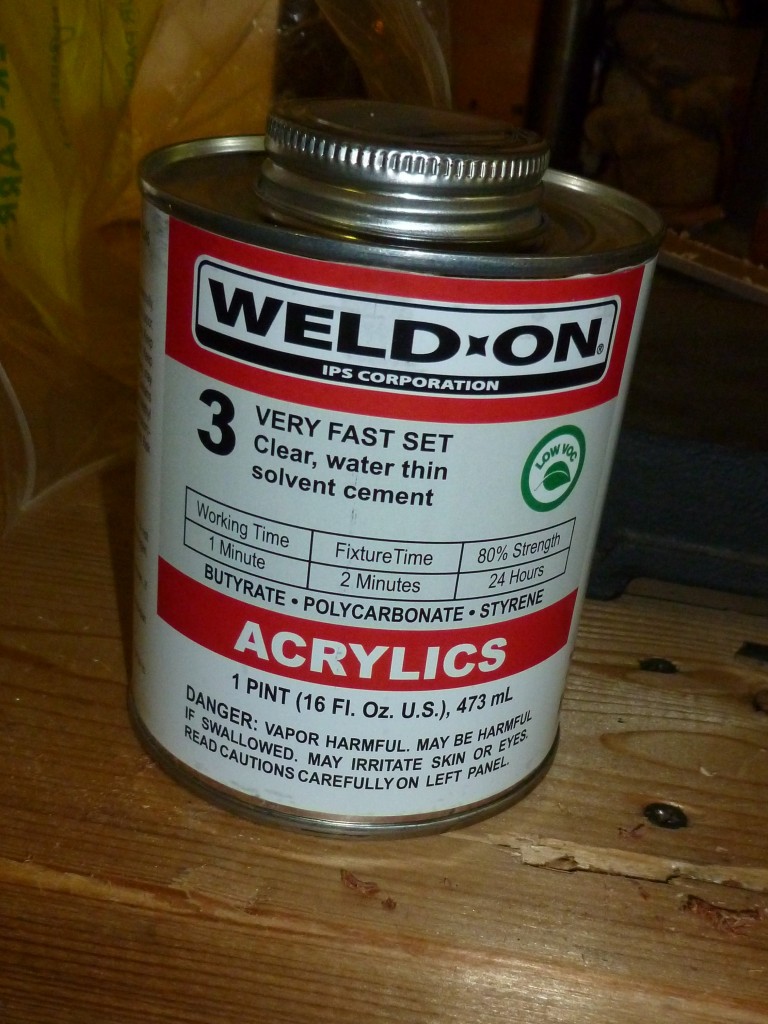 WELD-ON®
IPS CORPORATION
3
VERY FAST SET
Clear, water thin
solvent cement
LOW VOC
Working Time
Fixture Time
80% Strength
1 Minute
2 Minutes
24 Hours
BUTYRATE • POLYCARBONATE • STYRENE
ACRYLICS
1 PINT (16 Fl. Oz. U.S.), 473 mL
DANGER: VAPOR HARMFUL. MAY BE HARMFUL
IF SWALLOWED. MAY IRRITATE SKIN OR EYES.
READ CAUTIONS CAREFULLY ON LEFT PANEL.